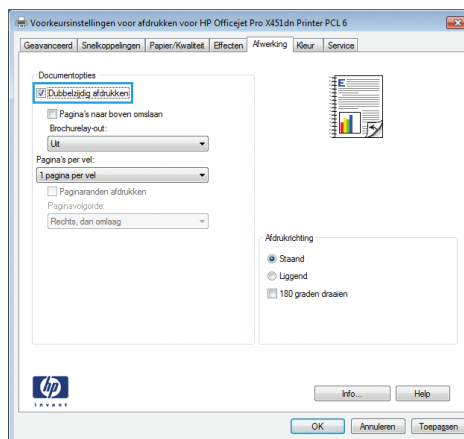 Voorkeursinstellingen voor afdrukken voor HP Officejet Pro X451dn Printer PCL 6
Geavanceerd Snelkoppelingen Papier/Kwaliteit Effecten Afwerking Kleur Service
Documentopties
Dubbelzijdig afdrukken
Pagina's naar boven omslaan
Brochurelay-out:
Uit
Pagina's per vel:
1 pagina per vel
Paginaranden afdrukken
Paginavolgorde:
Rechts, dan omlaag
E
Afdrukrichting
Staand
Liggend
180 graden draaien
hp
invent
Info... Help
OK Annuleren Toepassen